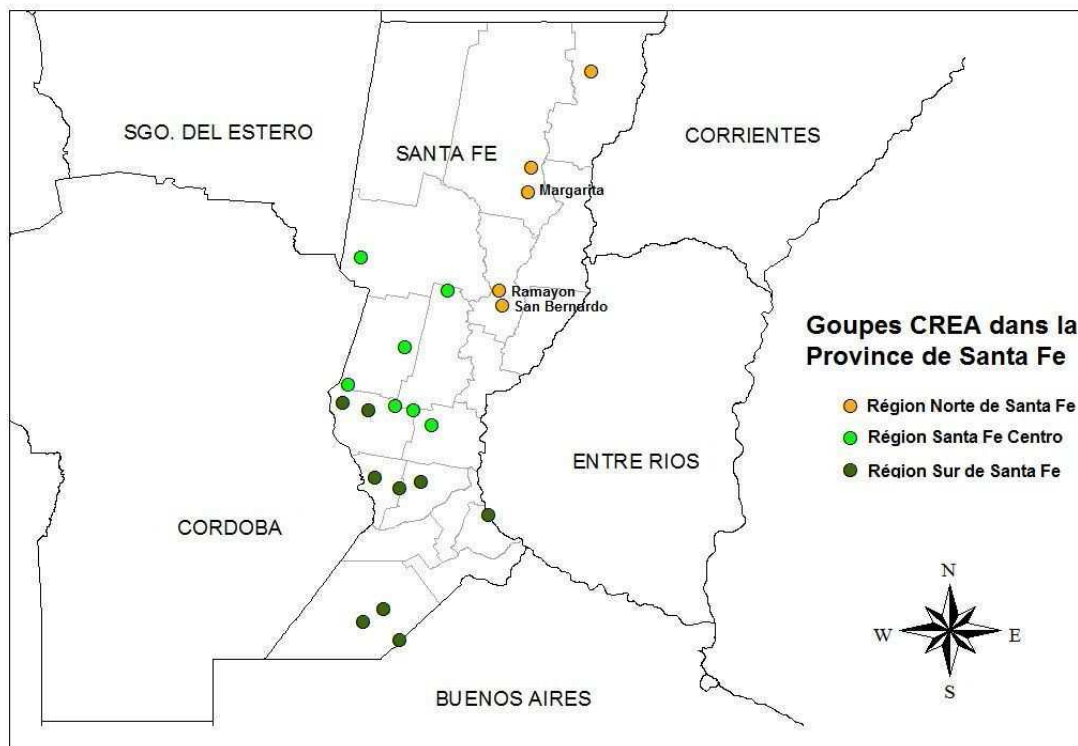 SGO. DEL ESTERO
SANTA FE
CORRIENTES
Margarita
Ramayon
San Bernardo
Goupes CREA dans la
Province de Santa Fe
Région Norte de Santa Fe
Région Santa Fe Centro
Région Sur de Santa Fe
ENTRE RIOS
CORDOBA
N
W
E
S
BUENOS AIRES